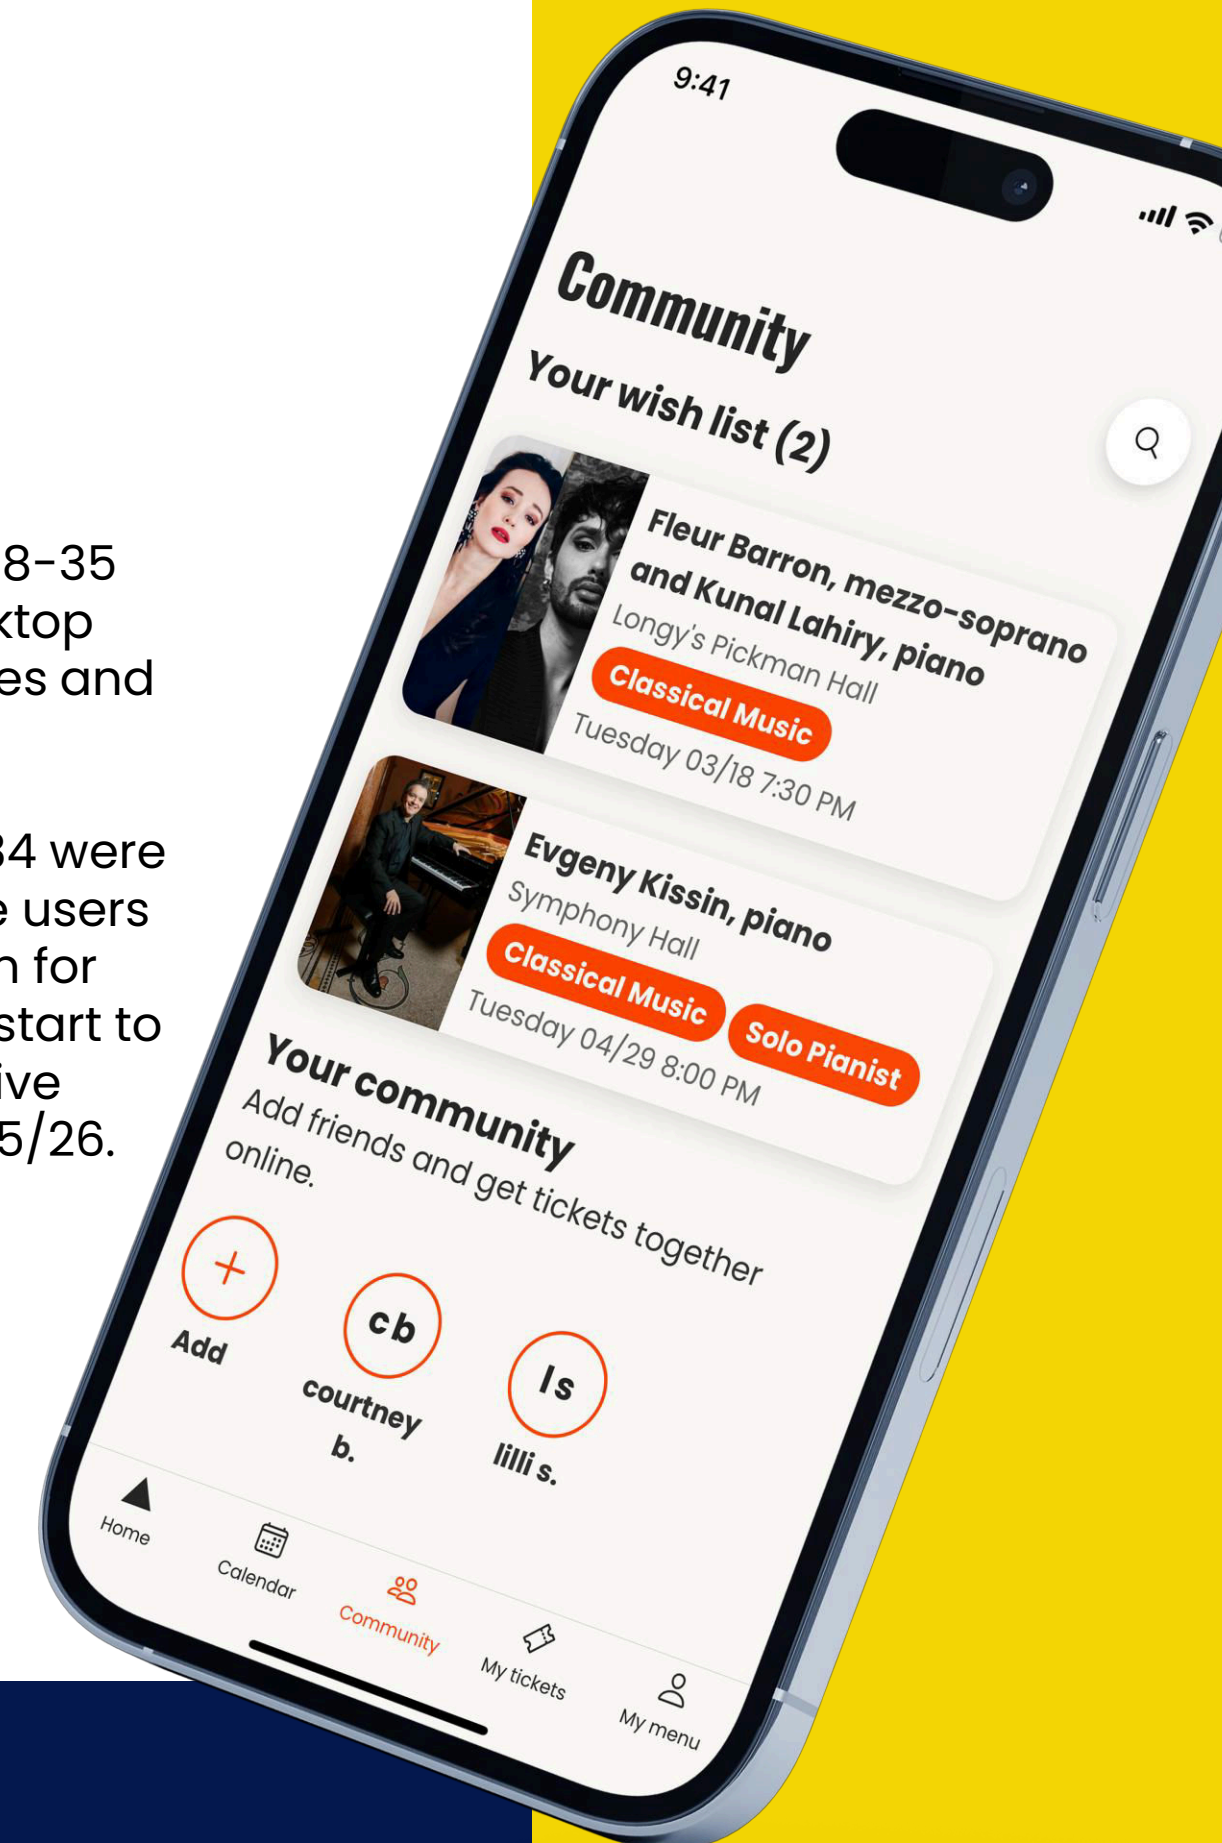 8-35
ktop
es and
34 were
e users
n for
start to
ive
5/26.
9:41
Community
Your wish list (2)
Fleur Barron, mezzo-soprano
and Kunal Lahiry, piano
Longy's Pickman Hall
Classical Music
Tuesday 03/18 7:30 PM
Evgeny Kissin, piano
Symphony Hall
Classical Music
Solo Pianist
Tuesday 04/29 8:00 PM
Your community
Add friends and get tickets together
online.
+
Add
cb
courtney
b.
ls
lilli s.
Home
Calendar
Community
My tickets
My menu